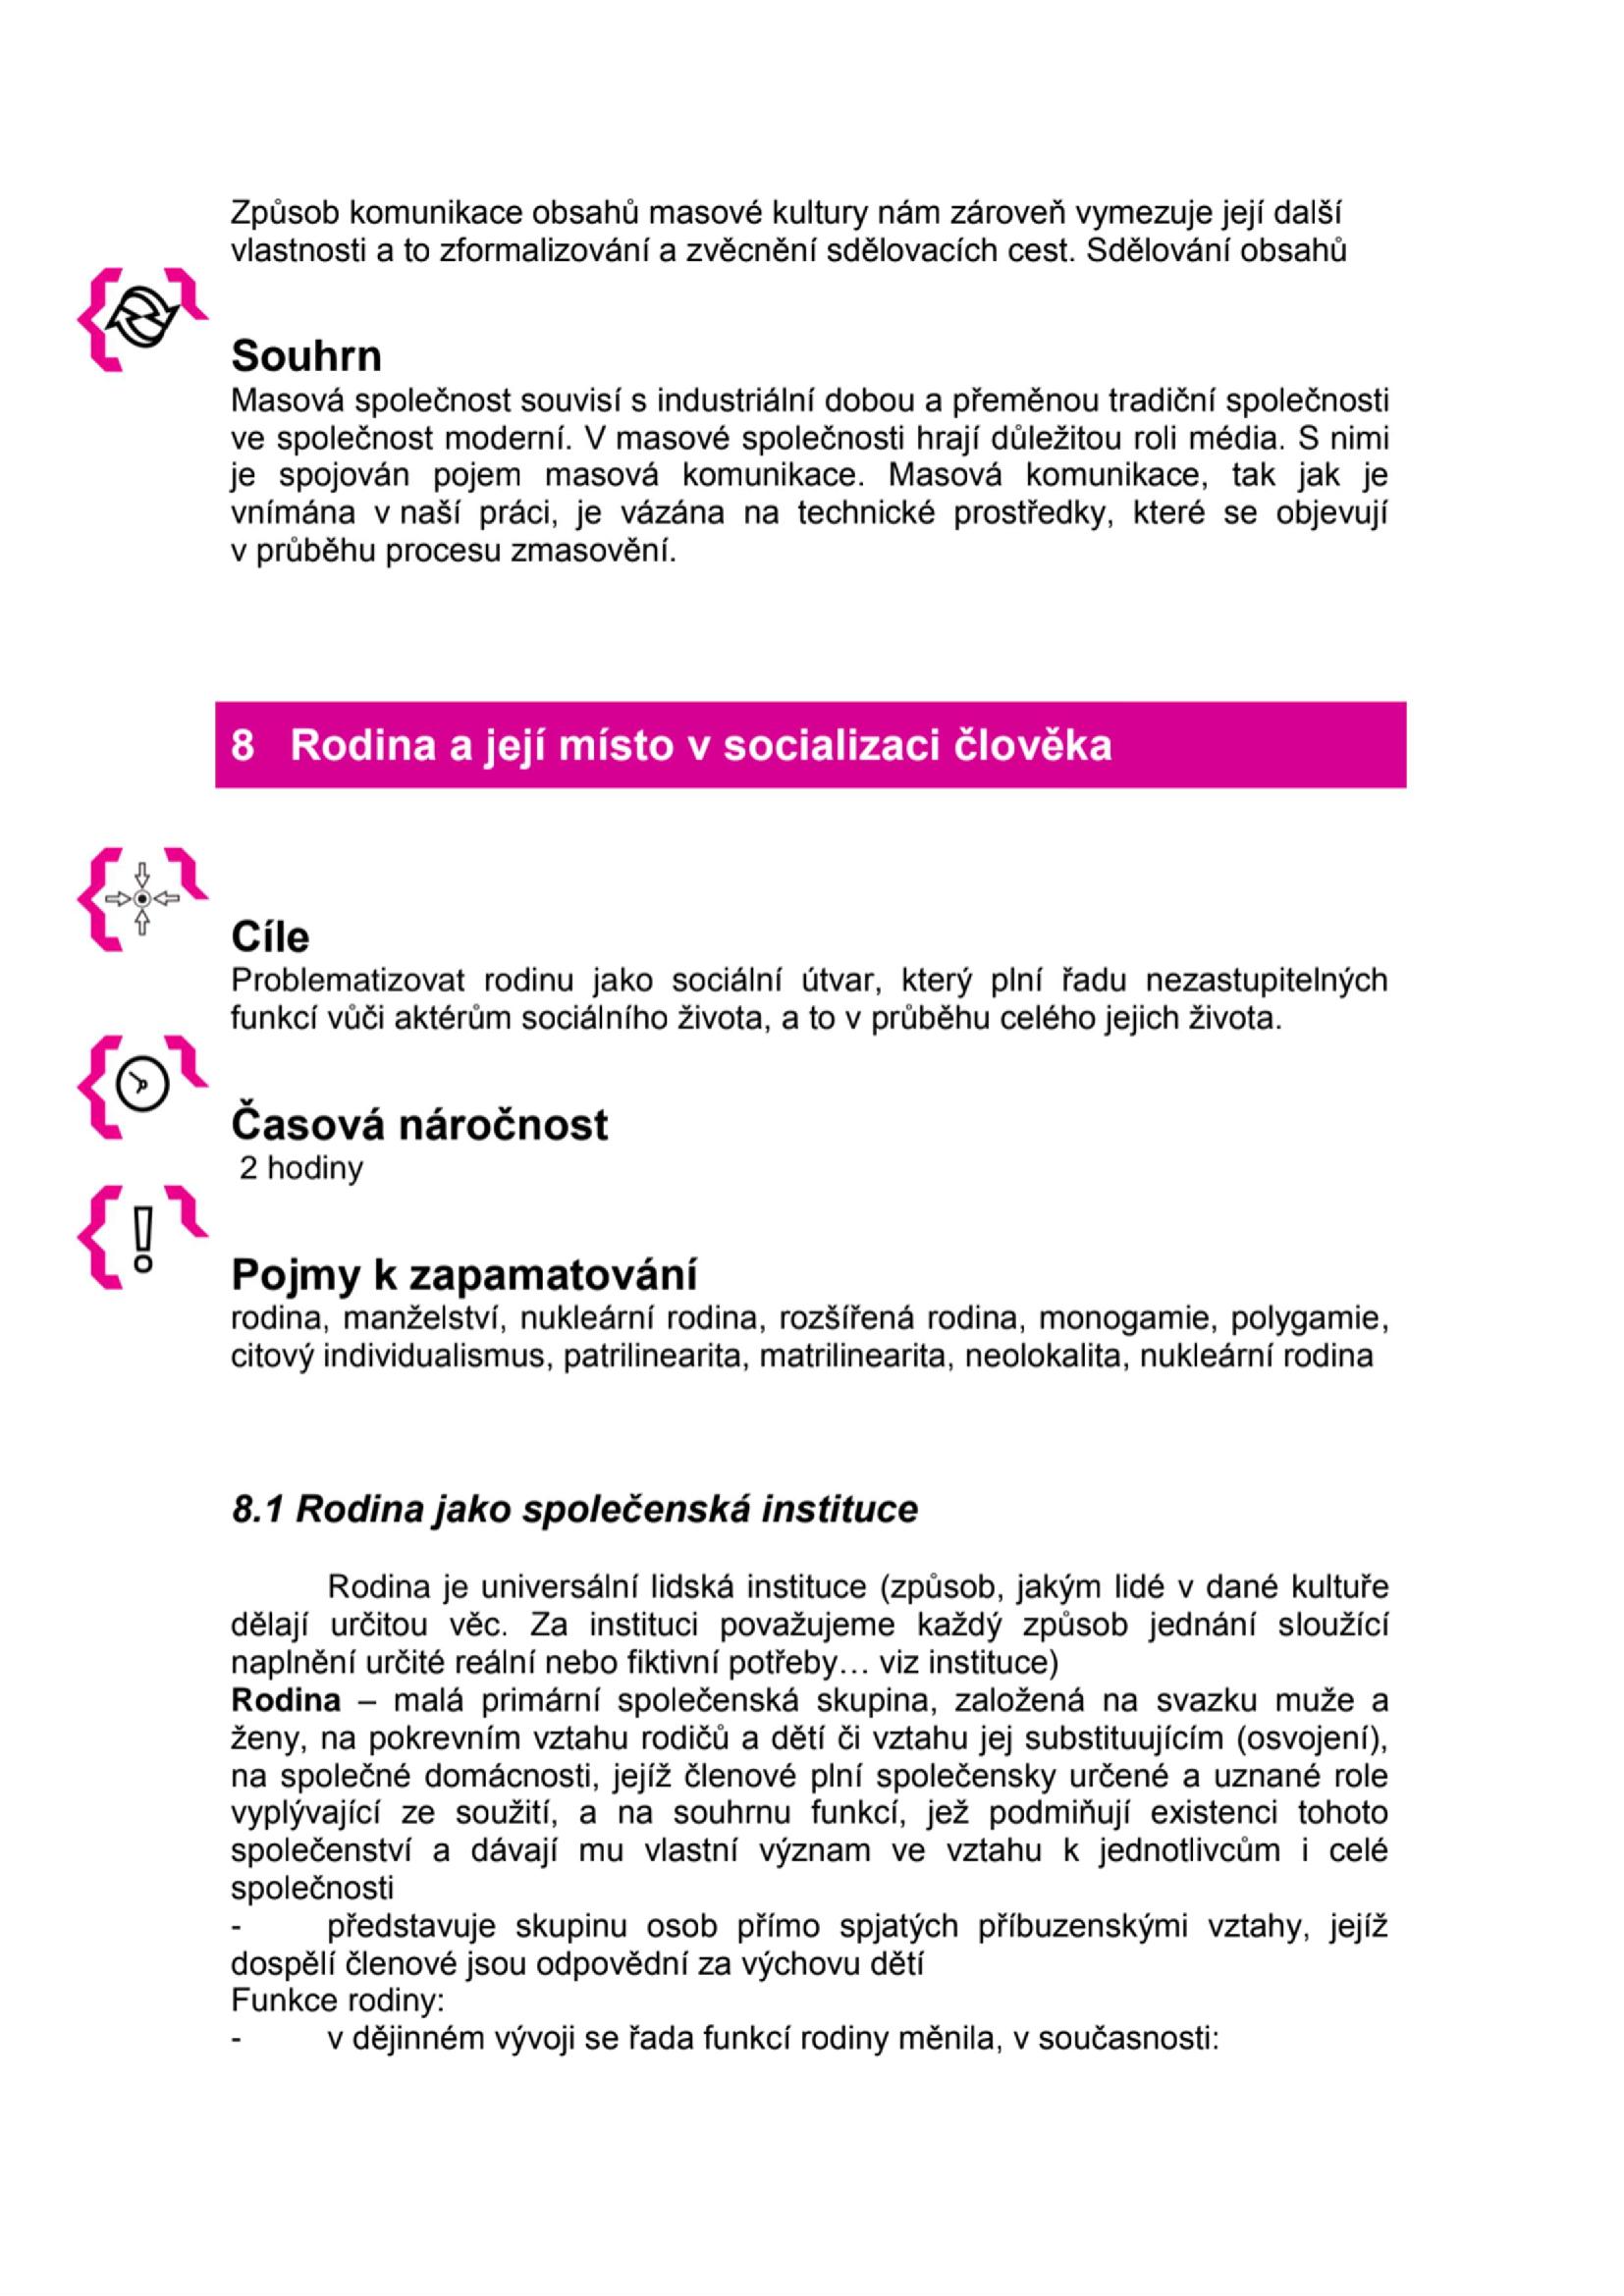 Způsob komunikace obsahů masové kultury nám zároveň vymezuje její další
vlastnosti a to zformalizování a zvěcnění sdělovacích cest. Sdělování obsahů
Souhrn
Masová společnost souvisí s industriální dobou a přeměnou tradiční společnosti
ve společnost moderní. V masové společnosti hrají důležitou roli média. S nimi
je spojován pojem masová komunikace. Masová komunikace, tak jak je
vnímána v naší práci, je vázána na technické prostředky, které se objevují
v průběhu procesu zmasovění.
8 Rodina a její místo v socializaci člověka
Cíle
Problematizovat rodinu jako sociální útvar, který plní řadu nezastupitelných
funkcí vůči aktérům sociálního života, a to v průběhu celého jejich života.
Časová náročnost
2 hodiny
Pojmy k zapamatování
rodina, manželství, nukleární rodina, rozšířená rodina, monogamie, polygamie,
citový individualismus, patrilinearita, matrilinearita, neolokalita, nukleární rodina
8.1 Rodina jako společenská instituce
Rodina je universální lidská instituce (způsob, jakým lidé v dané kultuře
dělají určitou věc. Za instituci považujeme každý způsob jednání sloužící
naplnění určité reální nebo fiktivní potřeby… viz instituce)
Rodina – malá primární společenská skupina, založená na svazku muže a
ženy, na pokrevním vztahu rodičů a dětí či vztahu jej substituujícím (osvojení),
na společné domácnosti, jejíž členové plní společensky určené a uznané role
vyplývající ze soužití, a na souhrnu funkcí, jež podmiňují existenci tohoto
společenství a dávají mu vlastní význam ve vztahu k jednotlivcům i celé
společnosti
- představuje skupinu osob přímo spjatých příbuzenskými vztahy, jejíž
dospělí členové jsou odpovědní za výchovu dětí
Funkce rodiny:
- v dějinném vývoji se řada funkcí rodiny měnila, v současnosti: